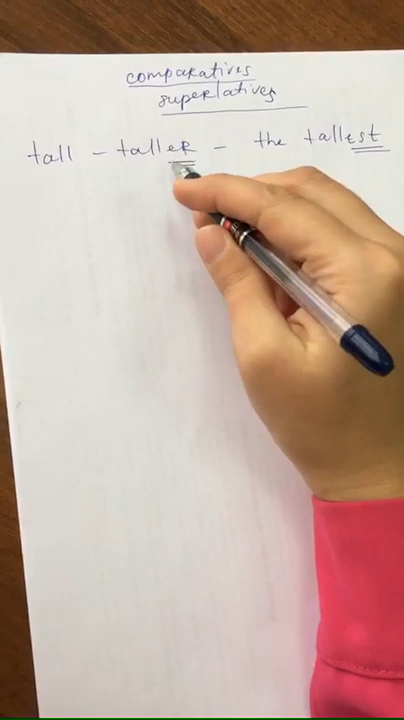 comparatives
superlatives
tall - taller - the tallest